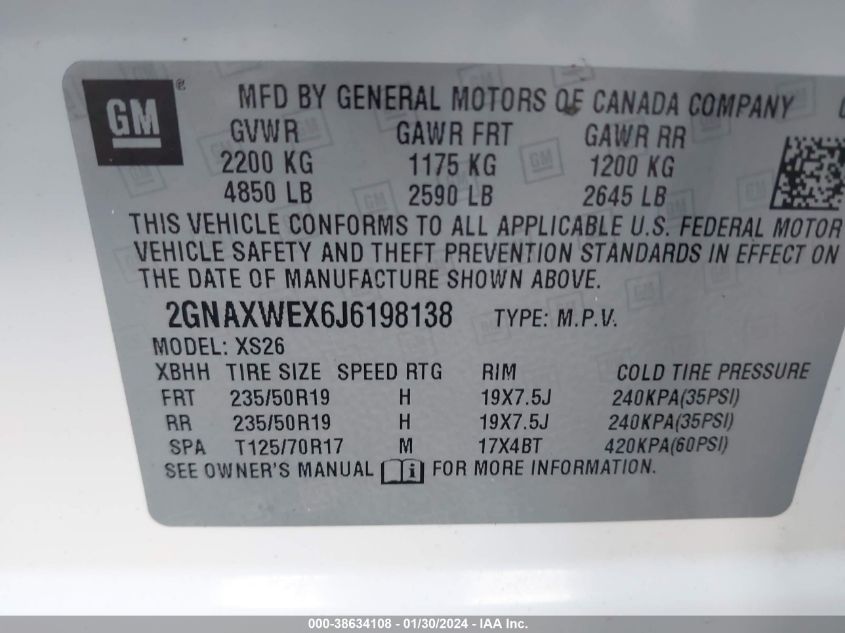 GM ® MFD BY GENERAL MOTORS OF CANADA COMPANY
GVWR GAWR FRT GAWR RR
2200 KG 1175 KG 1200 KG
4850 LB 2590 LB 2645 LB
THIS VEHICLE CONFORMS TO ALL APPLICABLE U.S. FEDERAL MOTOR
VEHICLE SAFETY AND THEFT PREVENTION STANDARDS IN EFFECT ON
THE DATE OF MANUFACTURE SHOWN ABOVE.
2GNAXWEX6J6198138 TYPE: M.P.V.
MODEL: XS26
XBHH TIRE SIZE SPEED RTG RIM COLD TIRE PRESSURE
FRT 235/50R19 H 19X7.5J 240KPA(35PSI)
RR 235/50R19 H 19X7.5J 240KPA(35PSI)
SPA T125/70R17 M 17X4BT 420KPA(60PSI)
SEE OWNER'S MANUAL i FOR MORE INFORMATION.
000-38634108 - 01/30/2024 - IAA Inc.